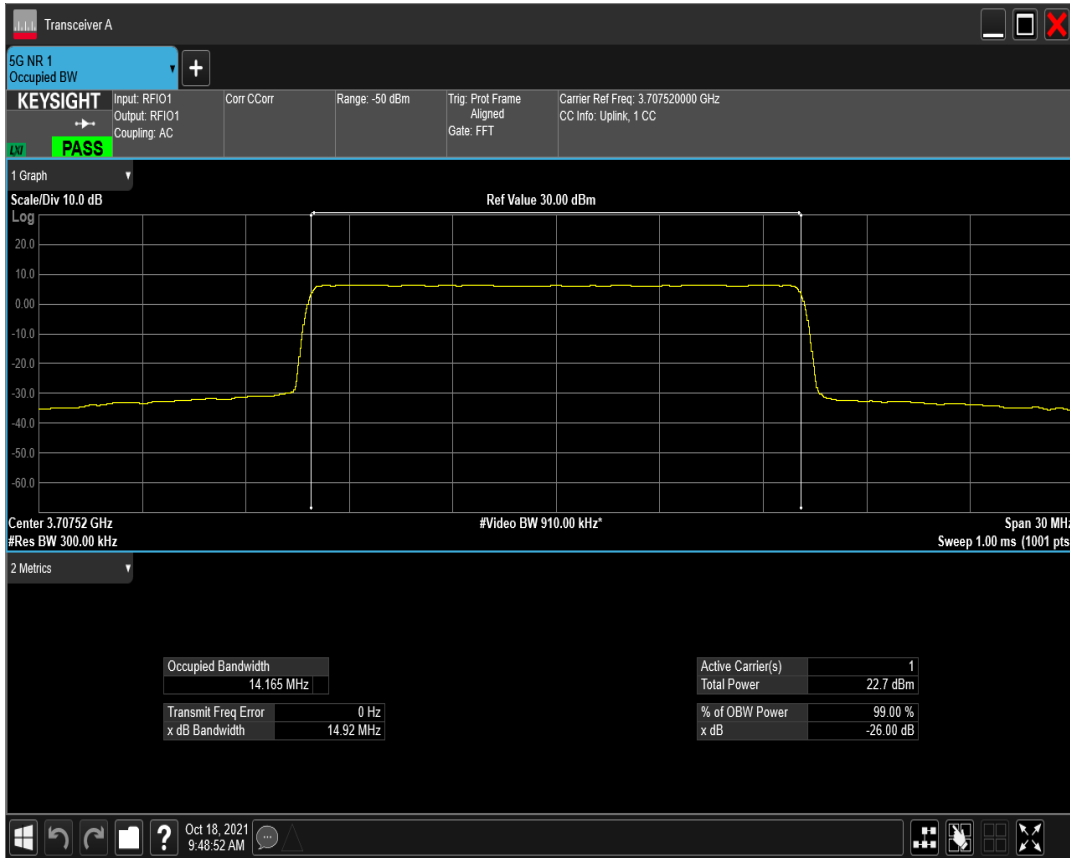 Transceiver A
5G NR 1
Occupied BW
KEYSIGHT
LXI
PASS
Input: RFIO1
Output: RFIO1
Coupling: AC
Corr CCorr
Range: -50 dBm
Trig: Prot Frame
Aligned
Gate: FFT
Carrier Ref Freq: 3.707520000 GHz
CC Info: Uplink, 1 CC
1 Graph
Scale/Div 10.0 dB
Ref Value 30.00 dBm
Log
20.0
10.0
0.00
-10.0
-20.0
-30.0
-40.0
-50.0
-60.0
Center 3.70752 GHz
#Video BW 910.00 kHz*
Span 30 MHz
#Res BW 300.00 kHz
Sweep 1.00 ms (1001 pts
2 Metrics
Occupied Bandwidth
14.165 MHz
Transmit Freq Error 0 Hz
x dB Bandwidth 14.92 MHz
Active Carrier(s) 1
Total Power 22.7 dBm
% of OBW Power 99.00 %
x dB -26.00 dB
Oct 18, 2021
9:48:52 AM